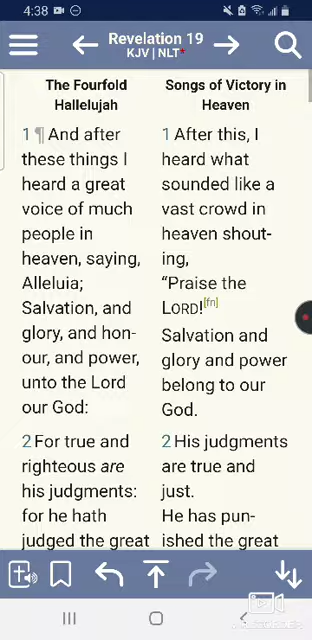 4:38
Revelation 19
KJV | NLT*
The Fourfold
Hallelujah
1 ¶ And after
these things I
heard a great
voice of much
people in
heaven, saying,
Alleluia;
Salvation, and
glory, and hon-
our, and power,
unto the Lord
our God:
2 For true and
righteous are
his judgments:
for he hath
judged the great
Songs of Victory in
Heaven
1 After this, I
heard what
sounded like a
vast crowd in
heaven shout-
ing,
“Praise the
LORD![fn]
Salvation and
glory and power
belong to our
God.
2 His judgments
are true and
just.
He has pun-
ished the great